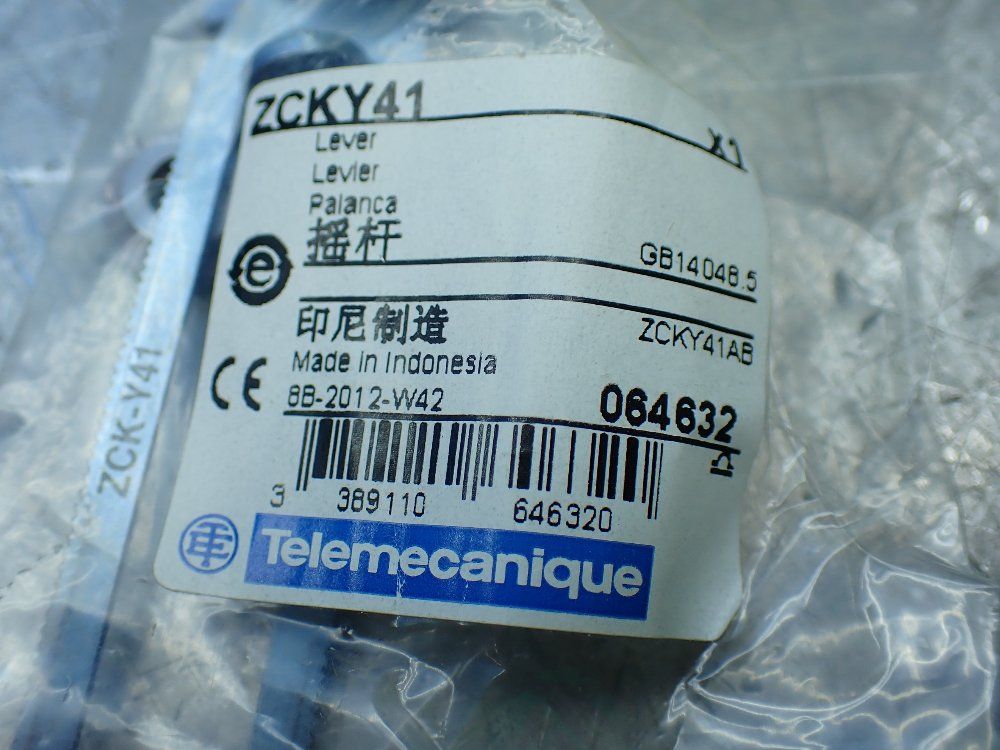 ZCKY41 X1
Lever
Levier
Palanca
摇杆 GB14048.5
印尼制造 ZCKY41AB
Made in Indonesia
8B-2012-W42 064632
3 389110 646320
Telemecanique
ZCK-Y41